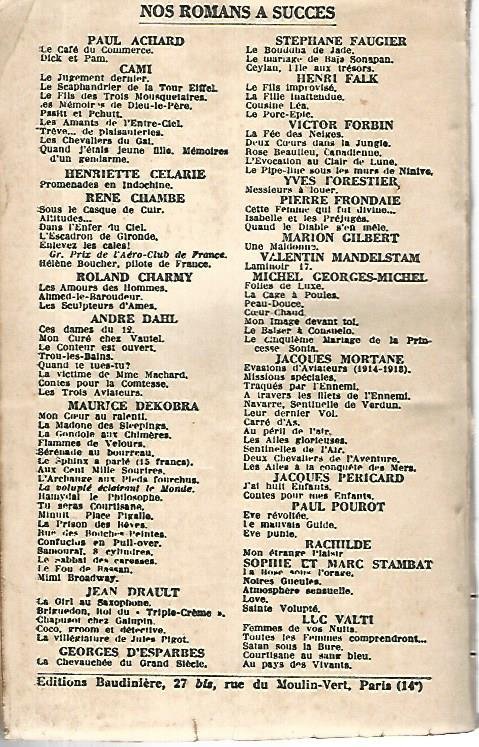 NOS ROMANS A SUCCES
PAUL ACHARD
Le Café du Commerce.
Dick et Pam.
CAMI
Le Jugement dernier.
Le Scaphandrier de la Tour Eiffel.
Le Fils des Trois Mousquetaires.
Les Mémoires de Dieu-le-Père.
Pssitt et Pchutt.
Les Amants de l'Entre-Ciel.
Trêve... de plaisanteries.
Les Chevaliers du Gai.
Quand j'étais jeune fille. Mémoires
d'un gendarme.
HENRIETTE CELARIE
Promenades en Indochine.
RENE CHAMBE
Sous le Casque de Cuir.
Altitudes...
Dans l'Enfer du Ciel.
L'Escadron de Gironde.
Enlevez les cales!
Gr. Prix de l'Aéro-Club de France.
Hélène Boucher, pilote de France.
ROLAND CHARMY
Les Amours des Hommes.
Ahmed-le-Baroudeur.
Les Sculpteurs d'Ames.
ANDRE DAHL
Ces dames du 12.
Mon Curé chez Vautel.
Le Conteur est ouvert.
Trou-les-Bains.
Quand te tues-tu?
La victime de Mme Machard.
Contes pour la Comtesse.
Les Trois Aviateurs.
MAURICE DEKOBRA
Mon Cœur au ralenti.
La Madone des Sleepings.
La Gondole aux Chimères.
Flammes de Velours.
Sérénade au bourreau.
Le Sphinx a parlé (15 francs).
Aux Cent Mille Sourires.
L'Archange aux Pieds fourchus.
La volupté éclairant le Monde.
Hamydal le Philosophe.
Tu seras Courtisane.
Minuit... Place Pigalle.
La Prison des Rêves.
Rue des Bouches Peintes.
Confucius en Pull-over.
Samouraï, 8 cylindres.
Le Sabbat des caresses.
Le Fou de Bassan.
Mimi Broadway.
JEAN DRAULT
La Girl au Saxophone.
Briguedon, Roi du « Triple-Crème ».
Chapuzot chez Galupin.
Coco, groom et détective.
La villégiature de Jules Pigot.
GEORGES D'ESPARBES
La Chevauchée du Grand Siècle.
STEPHANE FAUGIER
Le Bouddha de Jade.
Le mariage de Baïa Sonapan.
Ceylan, l'Ile aux trésors.
HENRI FALK
Le Fils improvisé.
La Fille inattendue.
Cousine Léa.
Le Porc-Epic.
VICTOR FORBIN
La Fée des Neiges.
Deux Cœurs dans la Jungle.
Rose Beaulieu, Canadienne.
L'Evocation au Clair de Lune.
Le Pipe-line sous les murs de Ninive.
YVES FORESTIER
Messieurs à louer.
PIERRE FRONDAIE
Cette Femme qui fut divine...
Isabelle et les Préjugés.
Quand le Diable s'en mêle.
MARION GILBERT
Une Maldonne.
VALENTIN MANDELSTAM
Laminoir 17.
MICHEL GEORGES-MICHEL
Folies de Luxe.
La Cage à Poules.
Peau-Douce.
Cœur Chaud.
Mon Image devant toi.
Le Baiser à Consuelo.
Le Cinquième Mariage de la Prin-
cesse Sonia.
JACQUES MORTANE
Evasions d'Aviateurs (1914-1918).
Missions spéciales.
Traqués par l'Ennemi.
A travers les filets de l'Ennemi.
Navarre, Sentinelle de Verdun.
Leur dernier Vol.
Carré d'As.
Au péril de l'air.
Les Ailes glorieuses.
Sentinelles de l'Air.
Deux Chevaliers de l'Aventure.
Les Ailes à la conquête des Mers.
JACQUES PERICARD
J'ai huit Enfants.
Contes pour mes Enfants.
PAUL POUROT
Eve révoltée.
Le mauvais Guide.
Eve punie.
RACHILDE
Mon étrange Plaisir
SOPHIE ET MARC STAMBAT
La Rose sous l'orage.
Noires Gueules.
Atmosphère sensuelle.
Love.
Sainte Volupté.
LUC VALTI
Femmes de vos Nuits.
Toutes les Femmes comprendront...
Satan sous la Bure.
Courtisane au sang bleu.
Au pays des Vivants.
Editions Baudinière, 27 bis, rue du Moulin-Vert, Paris (14e)